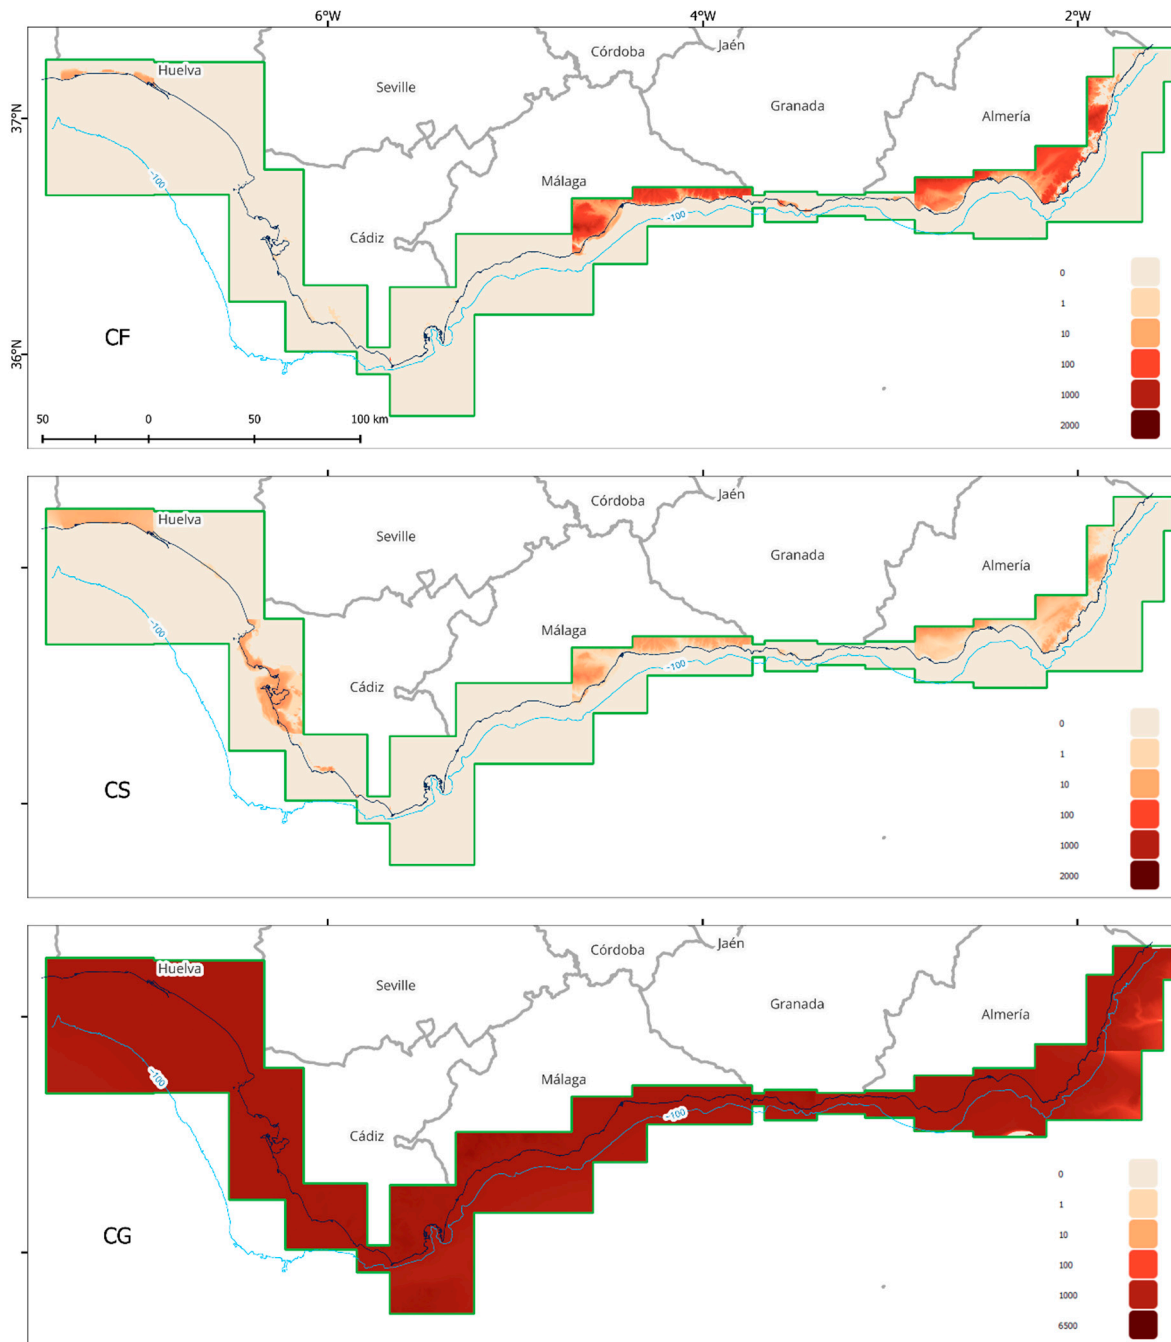 6°W 4°W 2°W
Córdoba
Jaén
Huelva
Seville
Granada
37°N
Almería
-100
Málaga
-100
Cádiz
0
1
CF
10
36°N
100
50 0 50 100 km
1000
2000
Córdoba
Jaén
Huelva
Seville
Granada
Almería
-100
Málaga
-100
Cádiz
0
1
CS
10
100
1000
2000
Córdoba
Jaén
Huelva
Seville
Granada
Almería
-100
Málaga
-100
Cádiz
0
1
CG
10
100
1000
6500